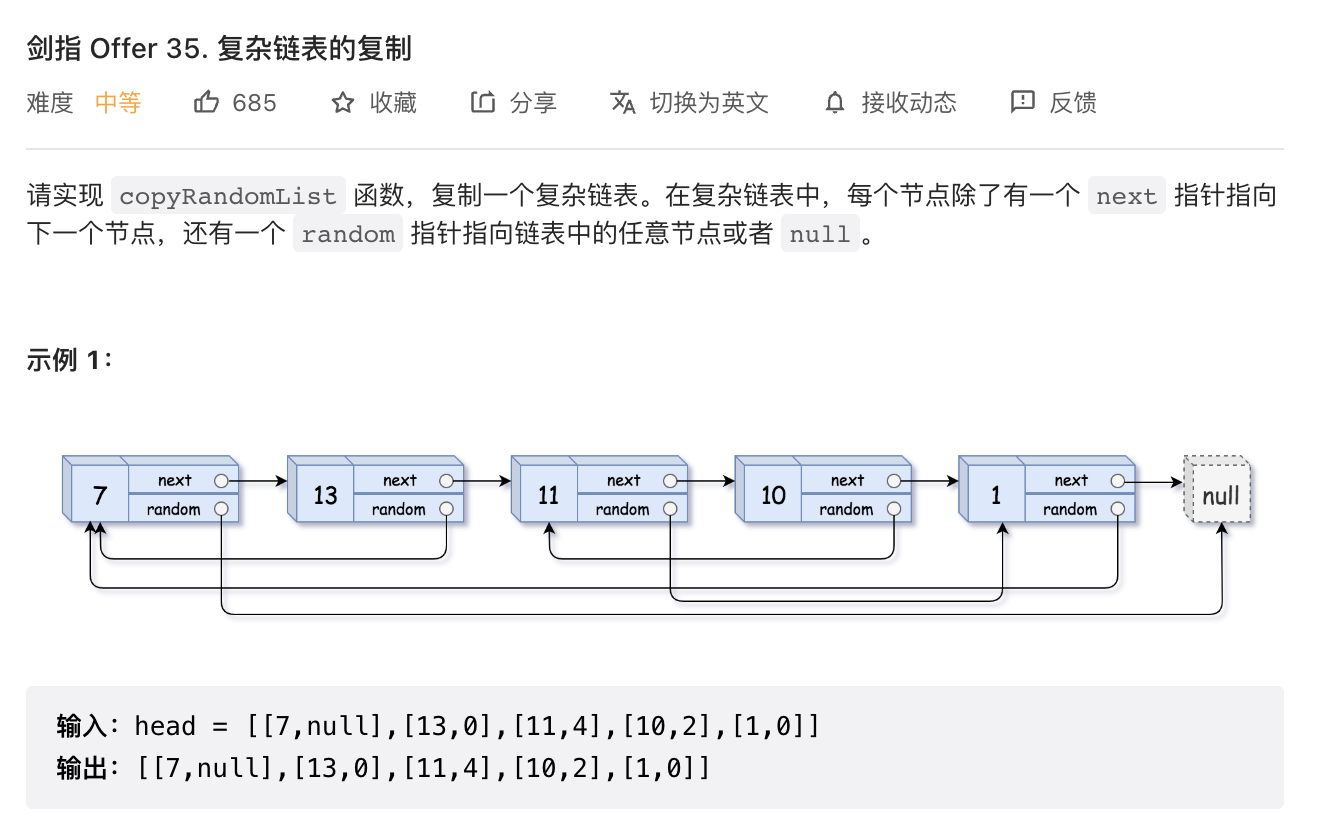 剑指 Offer 35. 复杂链表的复制
难度 中等 685 收藏 分享 切换为英文 接收动态 反馈
请实现 copyRandomList 函数，复制一个复杂链表。在复杂链表中，每个节点除了有一个 next 指针指向
下一个节点，还有一个 random 指针指向链表中的任意节点或者 null 。
示例 1：
7 next random 13 next random 11 next random 10 next random 1 next random null
输入：head = [[7,null],[13,0],[11,4],[10,2],[1,0]]
输出：[[7,null],[13,0],[11,4],[10,2],[1,0]]